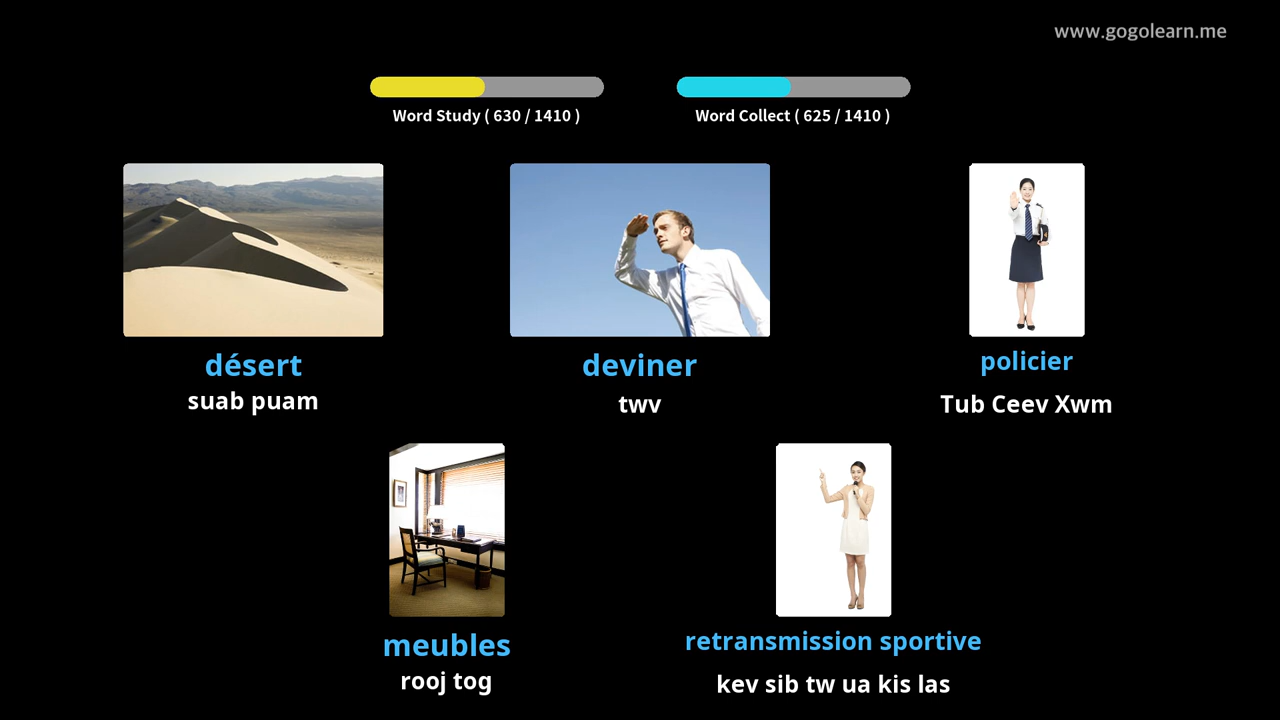 www.gogolearn.me
Word Study ( 630 / 1410 )
Word Collect ( 625 / 1410 )
désert
suab puam
deviner
twv
policier
Tub Ceev Xwm
meubles
rooj tog
retransmission sportive
kev sib tw ua kis las